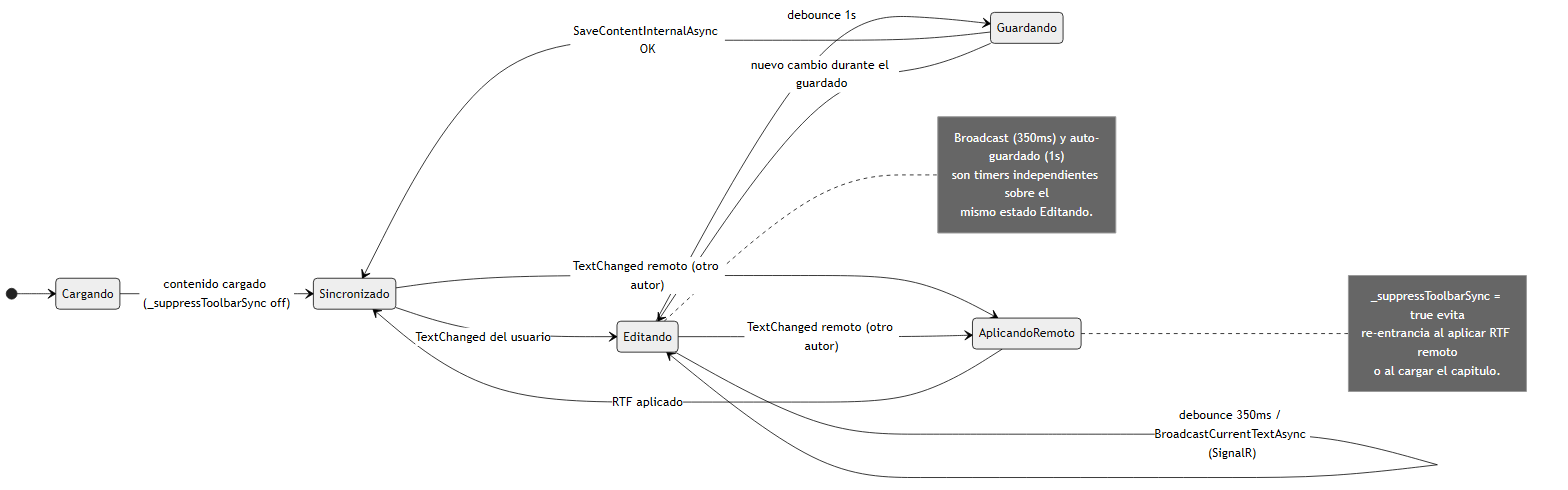 debounce 1s
Guardando
SaveContentInternalAsync
OK
nuevo cambio durante el
guardado
Broadcast (350ms) y auto-
guardado (1s)
son timers independientes
sobre el
mismo estado Editando.
Cargando
contenido cargado
(_suppressToolbarSync off)
Sincronizado
TextChanged remoto (otro
autor)
TextChanged del usuario
Editando
TextChanged remoto (otro
autor)
AplicandoRemoto
_suppressToolbarSync =
true evita
re-entrancia al aplicar RTF
remoto
o al cargar el capitulo.
RTF aplicado
debounce 350ms /
BroadcastCurrentTextAsync
(SignalR)